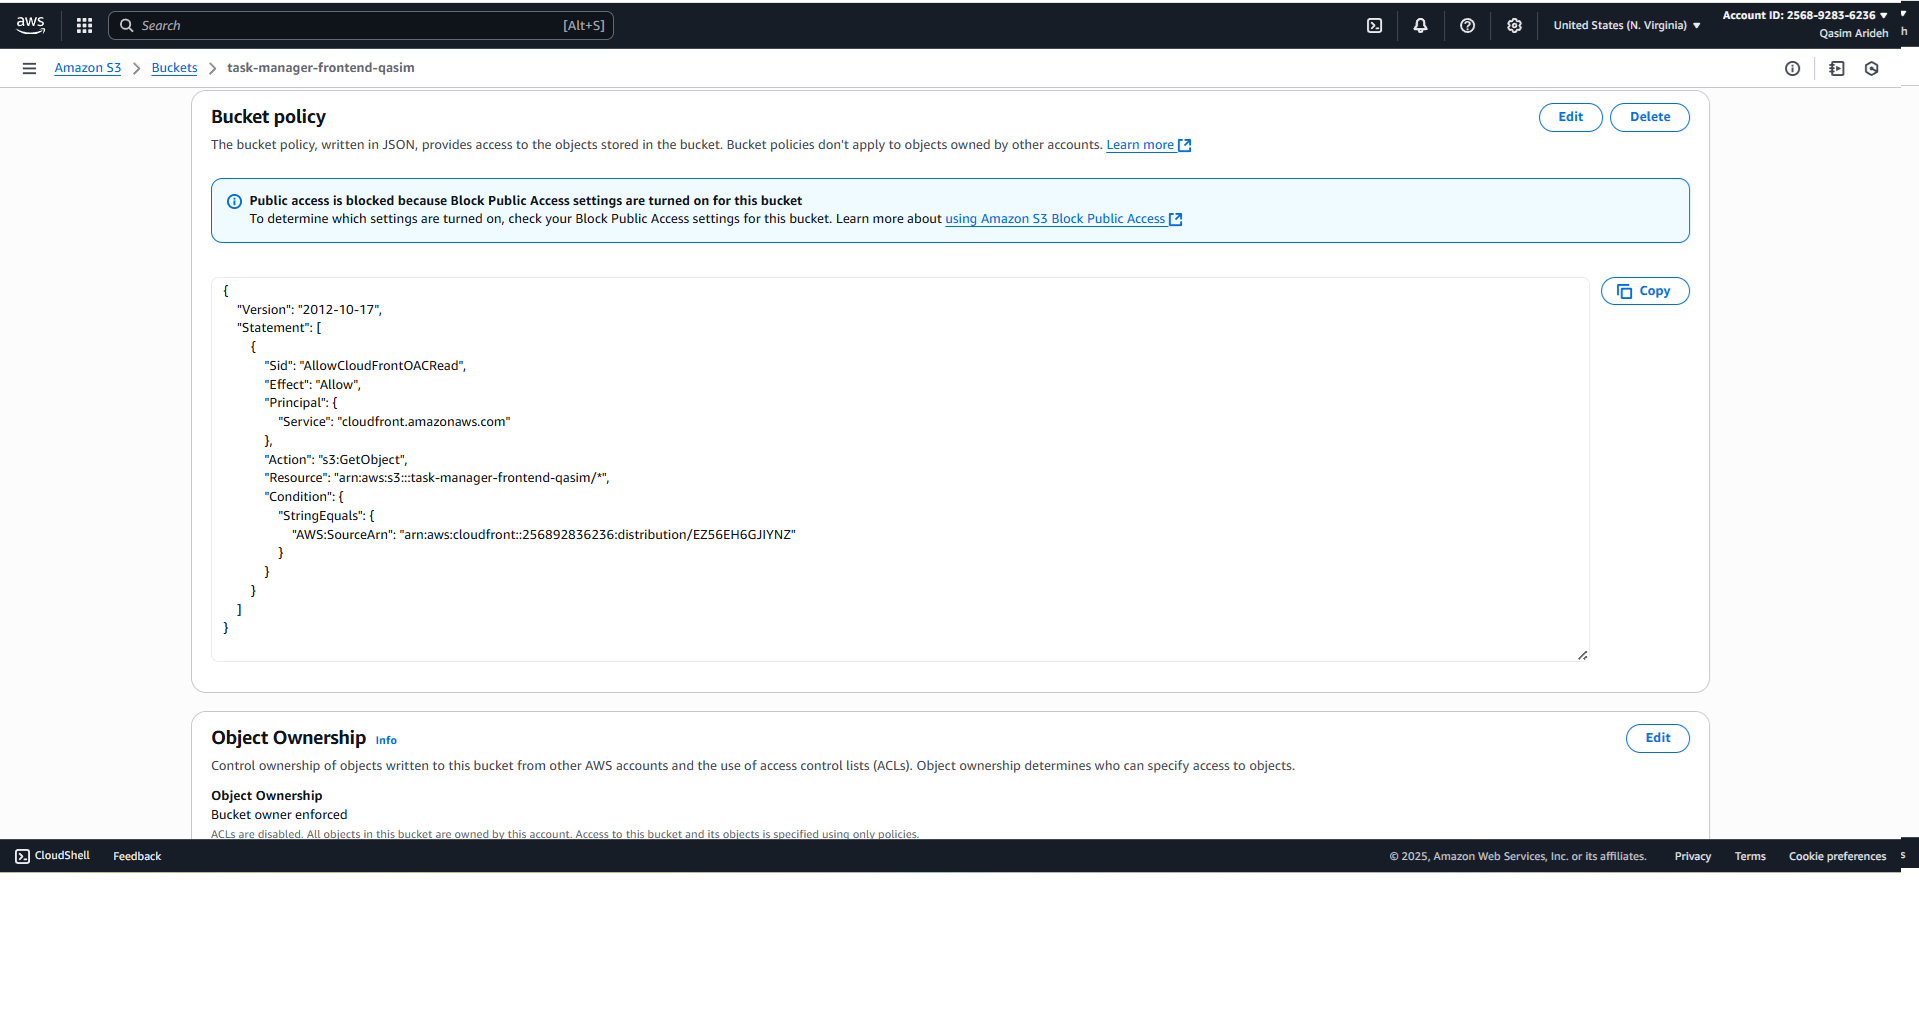 aws
Search [Alt+S]
United States (N. Virginia) Account ID: 2568-9283-6236
Qasim Arideh h
Amazon S3 > Buckets > task-manager-frontend-qasim
Bucket policy Edit Delete
The bucket policy, written in JSON, provides access to the objects stored in the bucket. Bucket policies don't apply to objects owned by other accounts. Learn more
Public access is blocked because Block Public Access settings are turned on for this bucket
To determine which settings are turned on, check your Block Public Access settings for this bucket. Learn more about using Amazon S3 Block Public Access
Copy
{
"Version": "2012-10-17",
"Statement": [
{
"Sid": "AllowCloudFrontOACRead",
"Effect": "Allow",
"Principal": {
"Service": "cloudfront.amazonaws.com"
},
"Action": "s3:GetObject",
"Resource": "arn:aws:s3:::task-manager-frontend-qasim/*",
"Condition": {
"StringEquals": {
"AWS:SourceArn": "arn:aws:cloudfront::256892836236:distribution/EZ56EH6GJIYNZ"
}
}
}
]
}
Object Ownership Info Edit
Control ownership of objects written to this bucket from other AWS accounts and the use of access control lists (ACLs). Object ownership determines who can specify access to objects.
Object Ownership
Bucket owner enforced
ACLs are disabled. All objects in this bucket are owned by this account. Access to this bucket and its objects is specified using only policies.
CloudShell Feedback © 2025, Amazon Web Services, Inc. or its affiliates. Privacy Terms Cookie preferences s